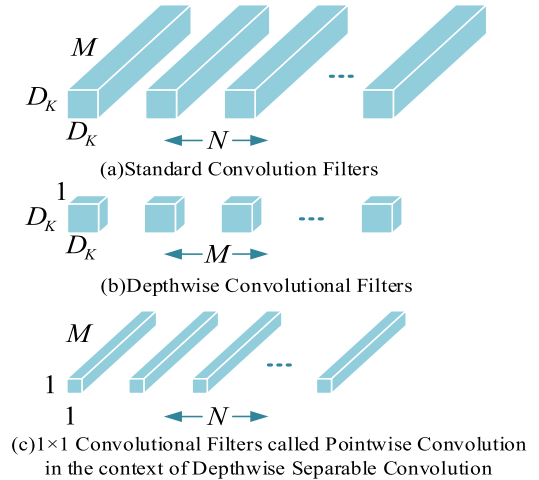 M
D_K
D_K
N
(a)Standard Convolution Filters
1
D_K
D_K
M
(b)Depthwise Convolutional Filters
M
1
1
N
(c)1×1 Convolutional Filters called Pointwise Convolution
in the context of Depthwise Separable Convolution